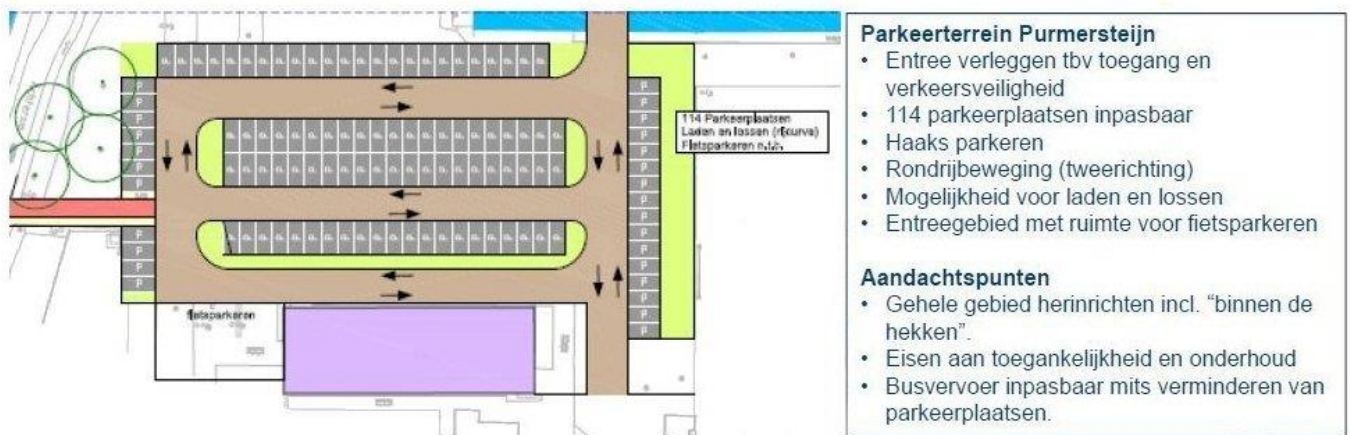 114 Parkeerplaatsen
Laden en lossen (rijcurve)
Fietsparkeren n.t.b.
fietsparkeren
Parkeerterrein Purmersteijn
• Entree verleggen tbv toegang en
verkeersveiligheid
• 114 parkeerplaatsen inpasbaar
• Haaks parkeren
• Rondrijbeweging (tweerichting)
• Mogelijkheid voor laden en lossen
• Entreegebied met ruimte voor fietsparkeren
Aandachtspunten
• Gehele gebied herinrichten incl. “binnen de
hekken”.
• Eisen aan toegankelijkheid en onderhoud
• Busvervoer inpasbaar mits verminderen van
parkeerplaatsen.